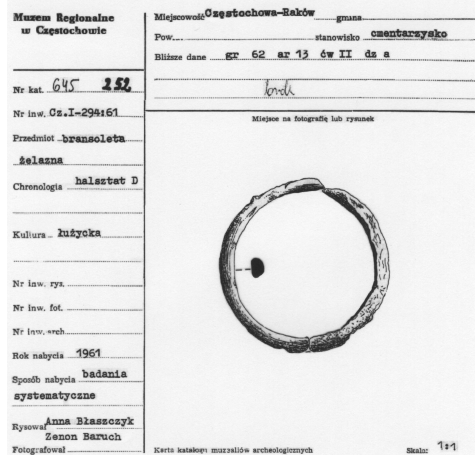 Muzeum Regionalne
w Częstochowie
Nr kat. 645 252
Nr inw. Cz.I-294:61
Przedmiot bransoleta
żelazna
Chronologia halsztat D
Kultura łużycka
Nr inw. ryz.
Nr inw. fot.
Nr inw. arch
Rok nabycia 1961
Sposób nabycia badania
systematyczne
Rysował Anna Błaszczyk
Zenon Baruch
Fotografował
Miejscowość Częstochowa-Raków gmina
Pow. stanowisko cmentarzysko
Bliższe dane gr 62 ar 13 ćw II dz a
Miejsce na fotografię lub rysunek
Karta katalogu muzealiów archeologicznych
Skala: 1:1